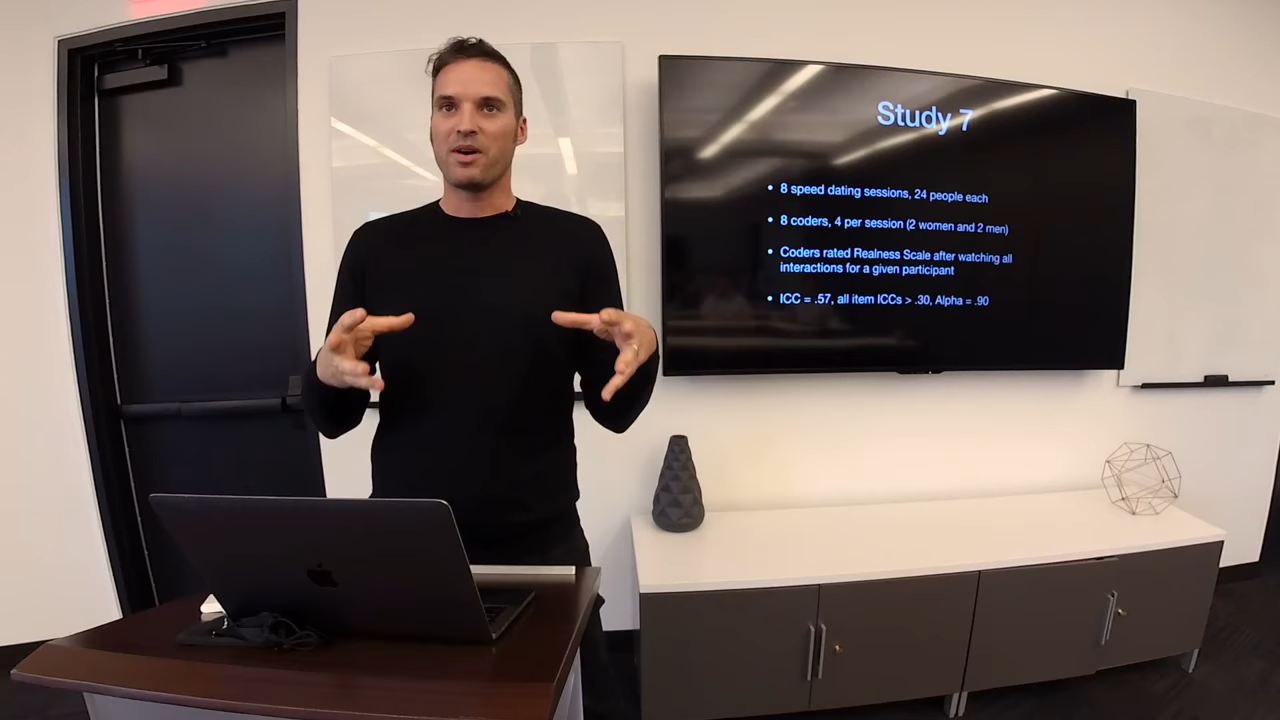 Study 7
• 8 speed dating sessions, 24 people each
• 8 coders, 4 per session (2 women and 2 men)
• Coders rated Realness Scale after watching all
interactions for a given participant
• ICC = .57, all item ICCs > .30, Alpha = .90